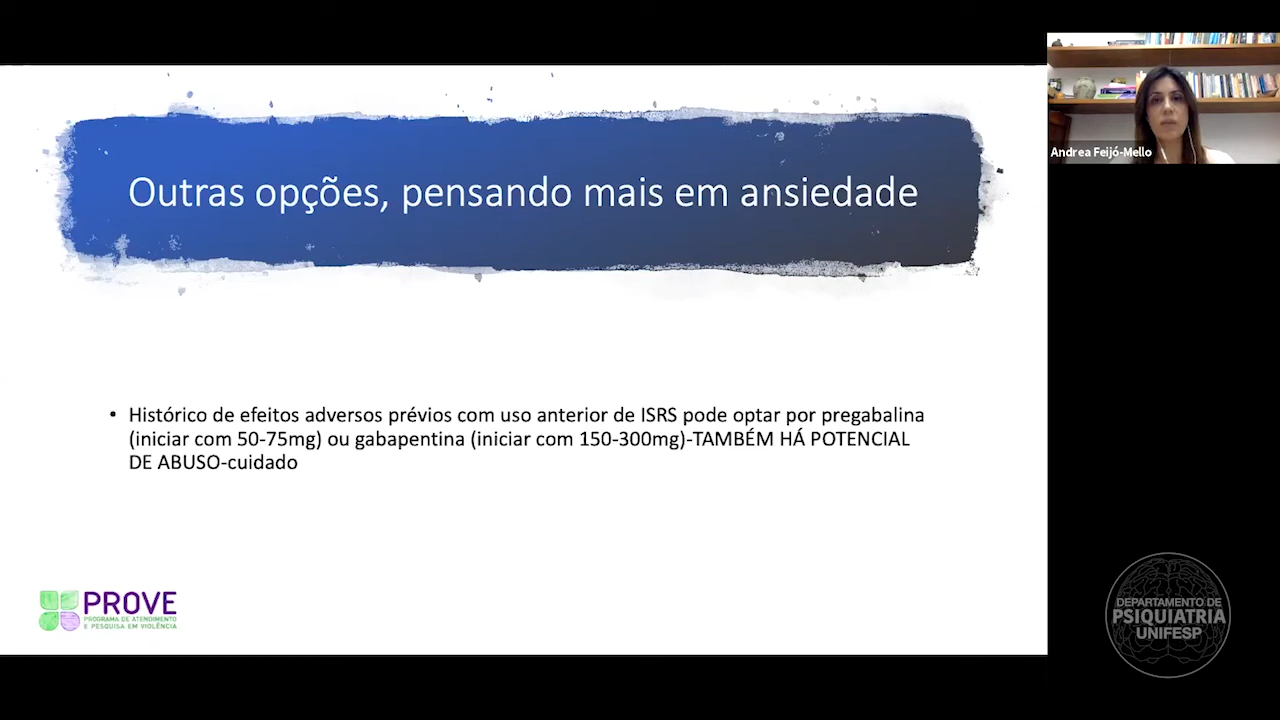 Outras opções, pensando mais em ansiedade
• Histórico de efeitos adversos prévios com uso anterior de ISRS pode optar por pregabalina
(iniciar com 50-75mg) ou gabapentina (iniciar com 150-300mg)-TAMBÉM HÁ POTENCIAL
DE ABUSO-cuidado
PROVE
PROGRAMA DE ATENDIMENTO
E PESQUISA EM VIOLÊNCIA
Andrea Feijó-Mello
DEPARTAMENTO DE
PSIQUIATRIA
UNIFESP